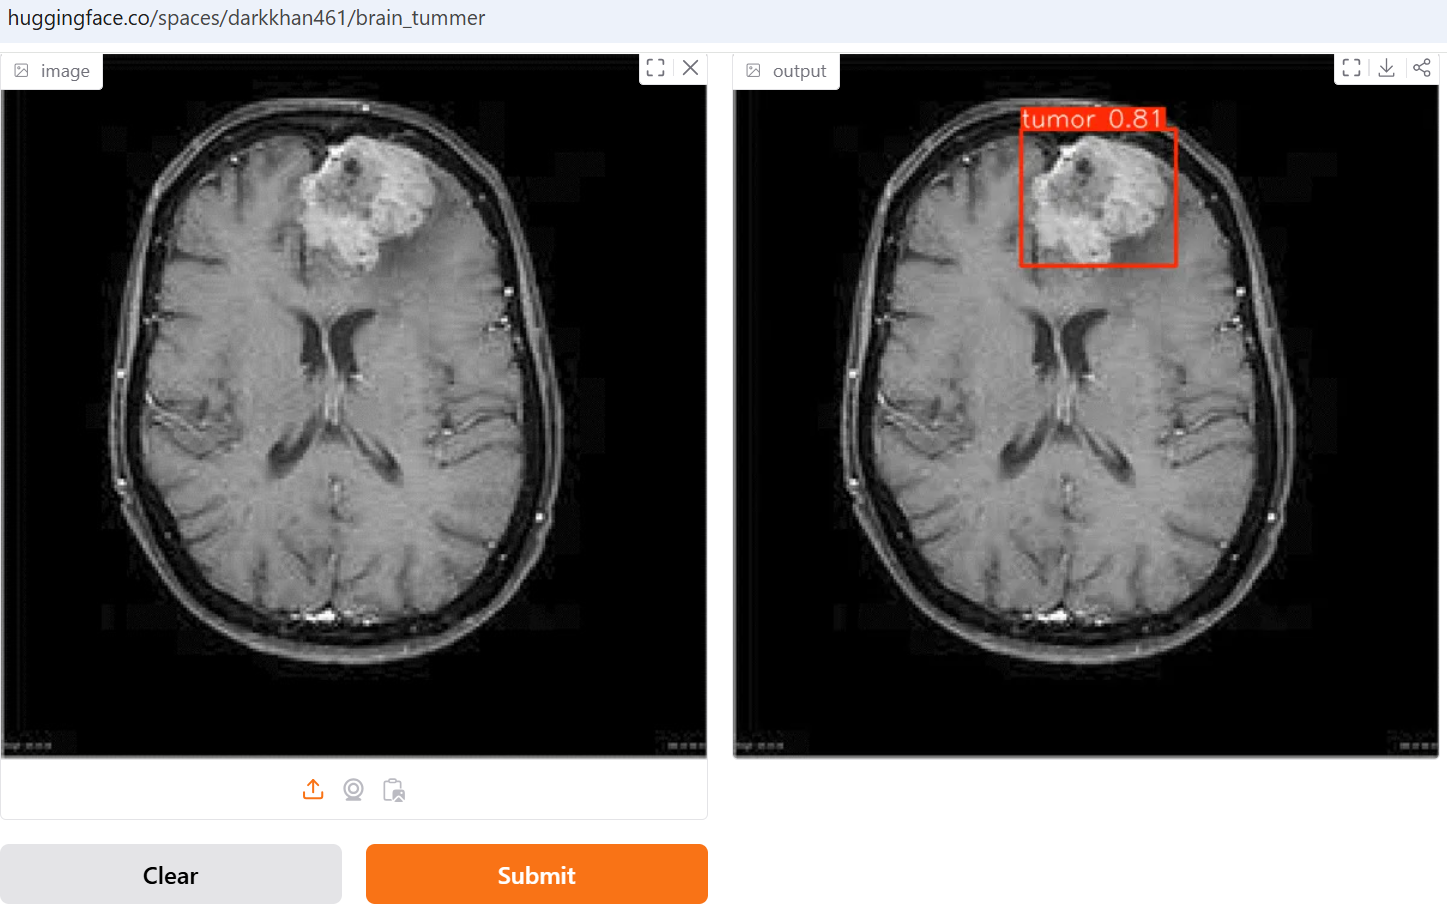 huggingface.co/spaces/darkkhan461/brain_tummer
image
output
tumor 0.81
Clear
Submit